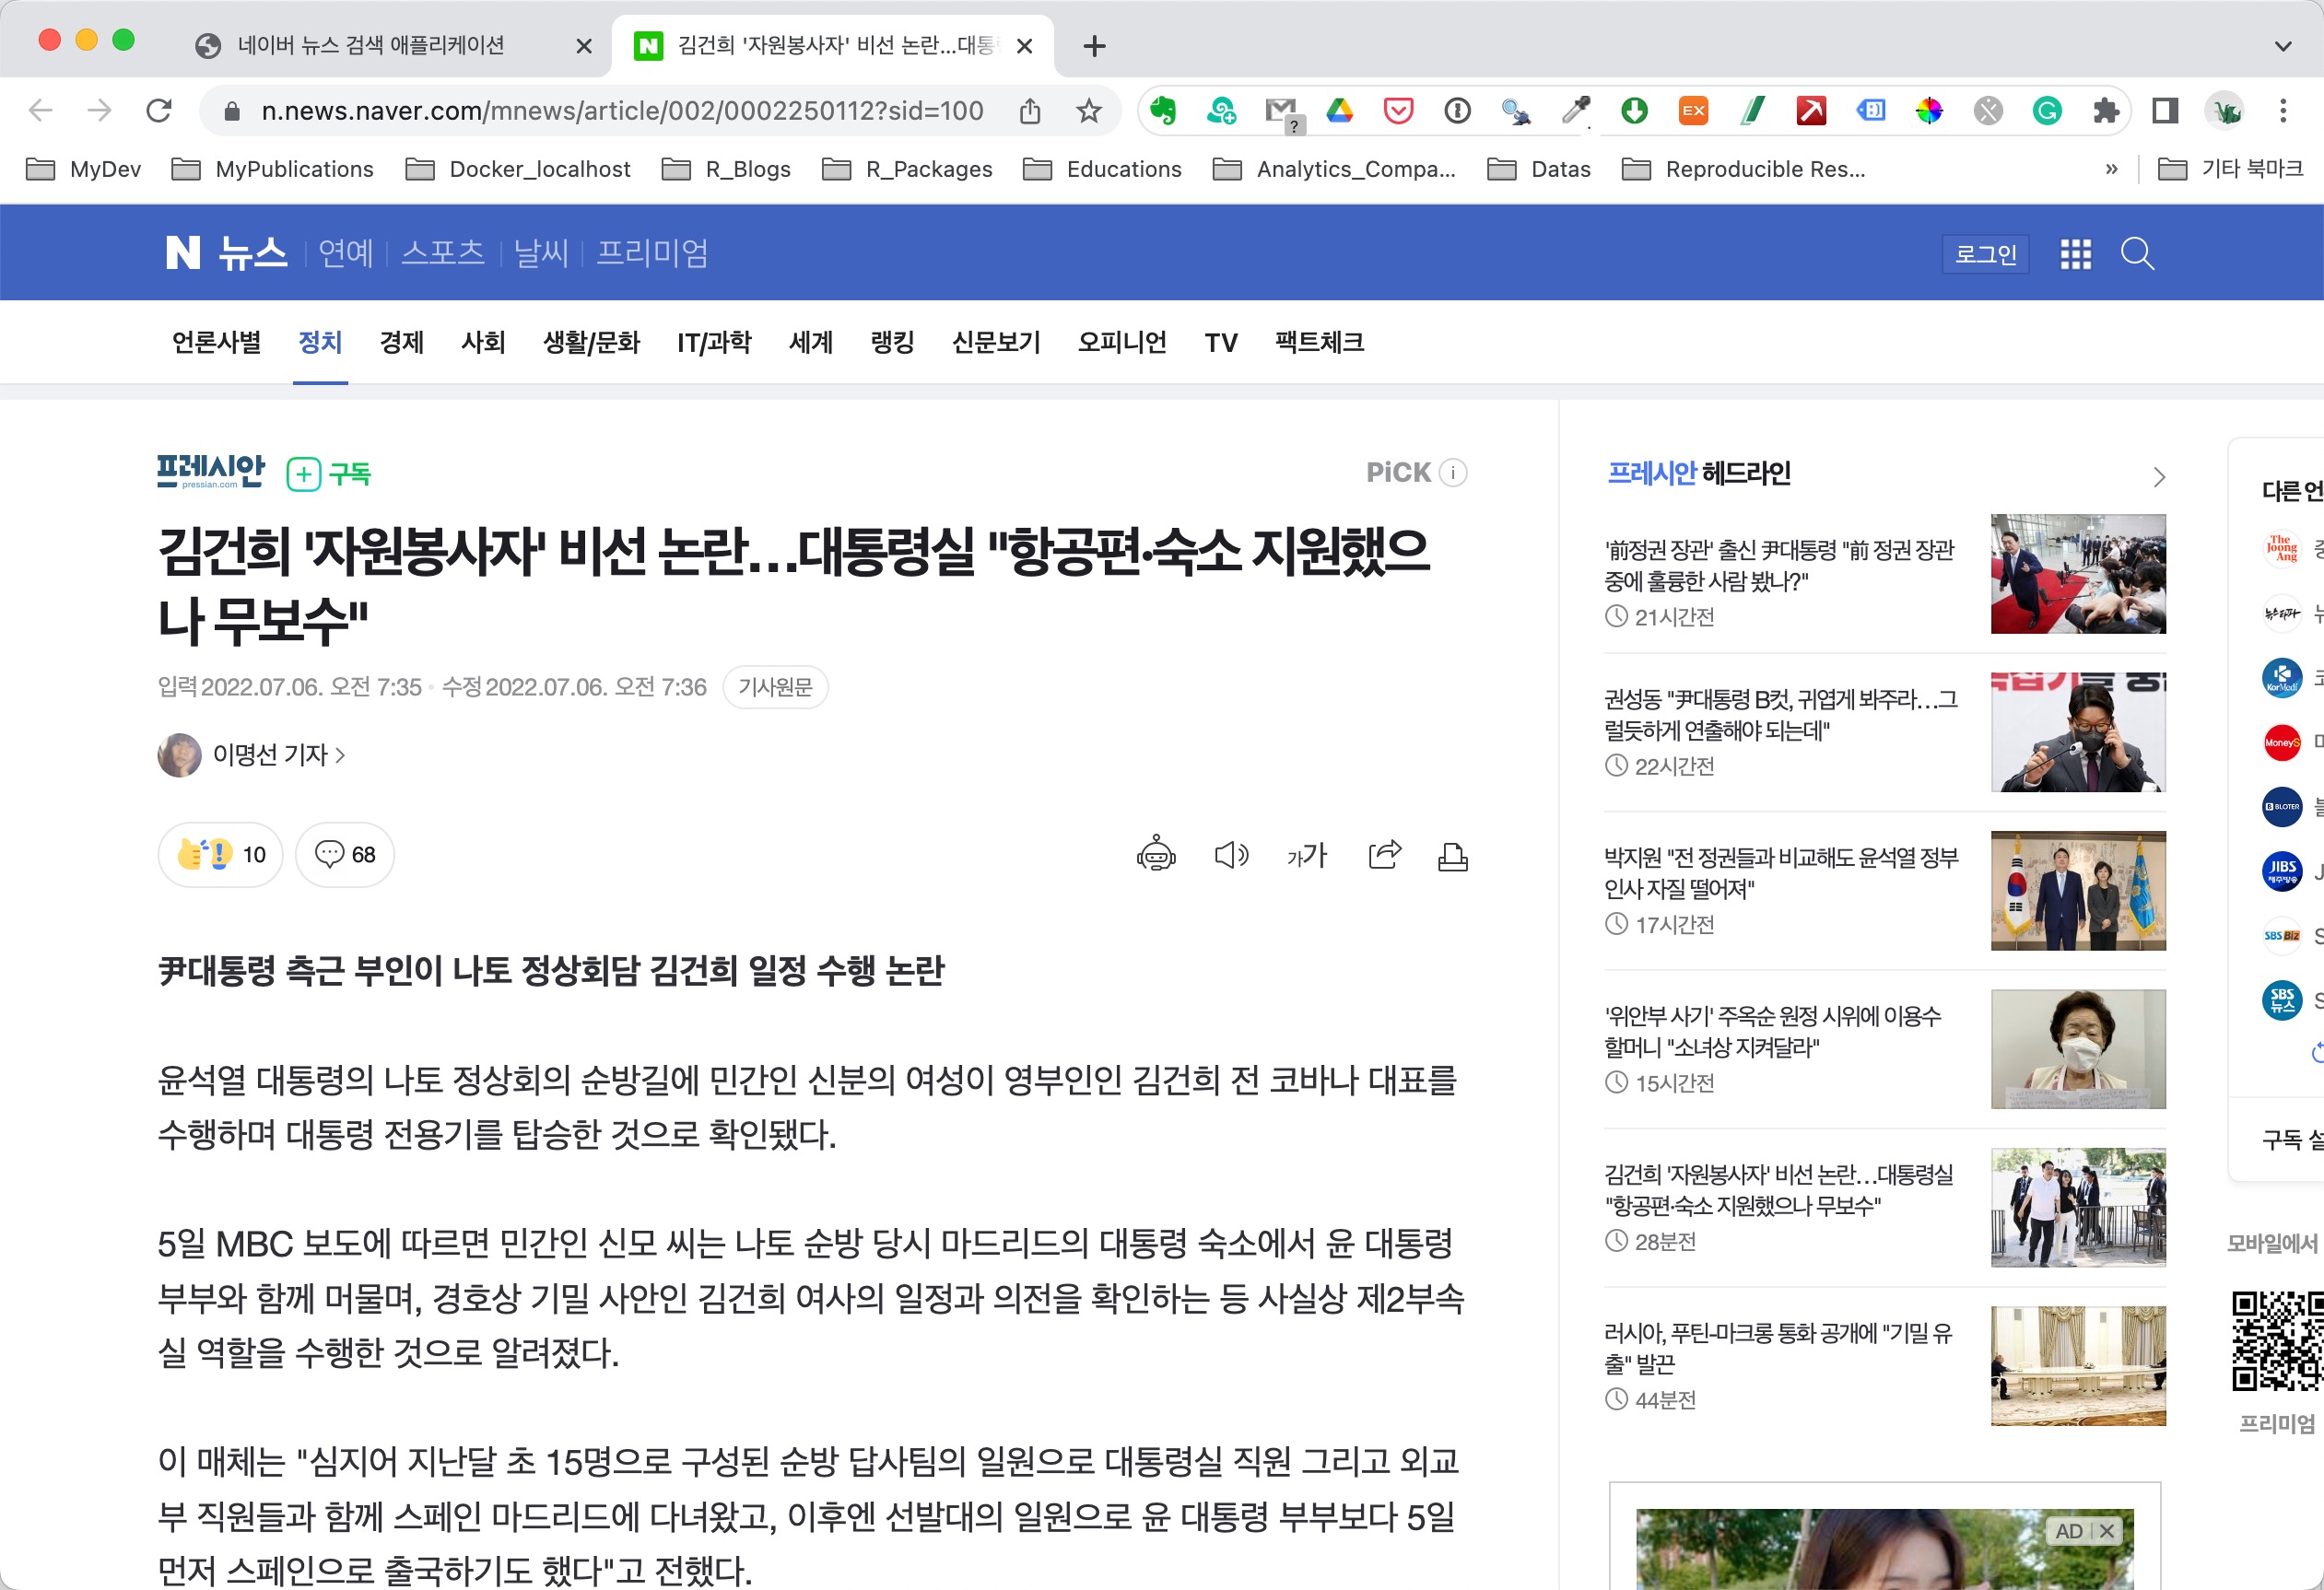 네이버 뉴스 검색 애플리케이션
김건희 '자원봉사자' 비선 논란...대통
n.news.naver.com/mnews/article/002/0002250112?sid=100
MyDev
MyPublications
Docker_localhost
R_Blogs
R_Packages
Educations
Analytics_Compa...
Datas
Reproducible Res...
»
기타 북마크
N 뉴스
연예
스포츠
날씨
프리미엄
로그인
언론사별
정치
경제
사회
생활/문화
IT/과학
세계
랭킹
신문보기
오피니언
TV
팩트체크
프레시안
pressian.com
구독
PiCK
김건희 '자원봉사자' 비선 논란…대통령실 "항공편·숙소 지원했으
나 무보수"
입력 2022.07.06. 오전 7:35
수정 2022.07.06. 오전 7:36
기사원문
이명선 기자
10
68
가가
尹대통령 측근 부인이 나토 정상회담 김건희 일정 수행 논란
윤석열 대통령의 나토 정상회의 순방길에 민간인 신분의 여성이 영부인인 김건희 전 코바나 대표를
수행하며 대통령 전용기를 탑승한 것으로 확인됐다.
5일 MBC 보도에 따르면 민간인 신모 씨는 나토 순방 당시 마드리드의 대통령 숙소에서 윤 대통령
부부와 함께 머물며, 경호상 기밀 사안인 김건희 여사의 일정과 의전을 확인하는 등 사실상 제2부속
실 역할을 수행한 것으로 알려졌다.
이 매체는 "심지어 지난달 초 15명으로 구성된 순방 답사팀의 일원으로 대통령실 직원 그리고 외교
부 직원들과 함께 스페인 마드리드에 다녀왔고, 이후엔 선발대의 일원으로 윤 대통령 부부보다 5일
먼저 스페인으로 출국하기도 했다"고 전했다.
프레시안 헤드라인
'前정권 장관' 출신 尹대통령 "前 정권 장관
중에 훌륭한 사람 봤나?"
21시간전
권성동 "尹대통령 B컷, 귀엽게 봐주라…그
럴듯하게 연출해야 되는데"
22시간전
박지원 "전 정권들과 비교해도 윤석열 정부
인사 자질 떨어져"
17시간전
'위안부 사기' 주옥순 원정 시위에 이용수
할머니 "소녀상 지켜달라"
15시간전
김건희 '자원봉사자' 비선 논란…대통령실
"항공편·숙소 지원했으나 무보수"
28분전
러시아, 푸틴-마크롱 통화 공개에 "기밀 유
출" 발끈
44분전
AD
다른 언
The
Joong
Ang
뉴스타파
KorMedi
MoneyS
BLOTER
JIBS
제주방송
SBS Biz
SBS
뉴스
구독 설
모바일에서
프리미엄